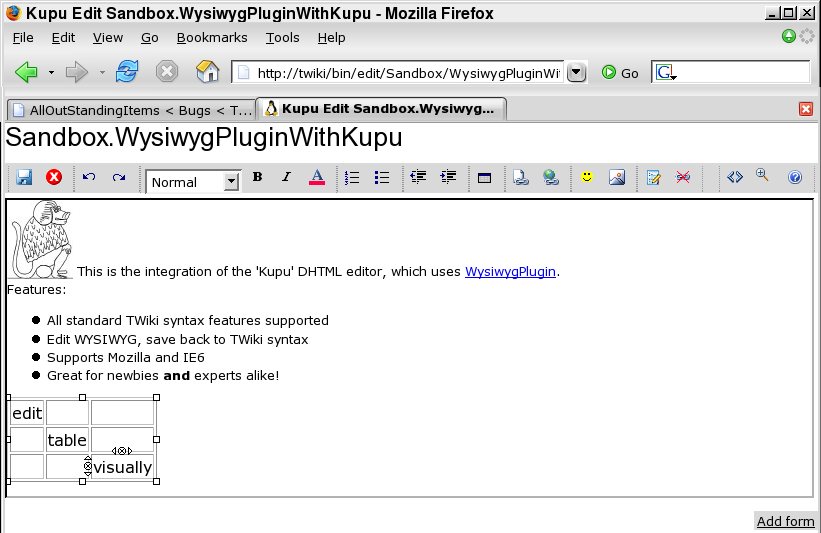 Kupu Edit Sandbox.WysiwygPluginWithKupu - Mozilla Firefox
File Edit View Go Bookmarks Tools Help
http://twiki/bin/edit/Sandbox/WysiwygPluginWi Go G
AllOutStandingItems < Bugs < T... Kupu Edit Sandbox.Wysiwyg...
Sandbox.WysiwygPluginWithKupu
Normal B I A
This is the integration of the 'Kupu' DHTML editor, which uses WysiwygPlugin.
Features:
All standard TWiki syntax features supported
Edit WYSIWYG, save back to TWiki syntax
Supports Mozilla and IE6
Great for newbies and experts alike!
edit
table
visually
Add form